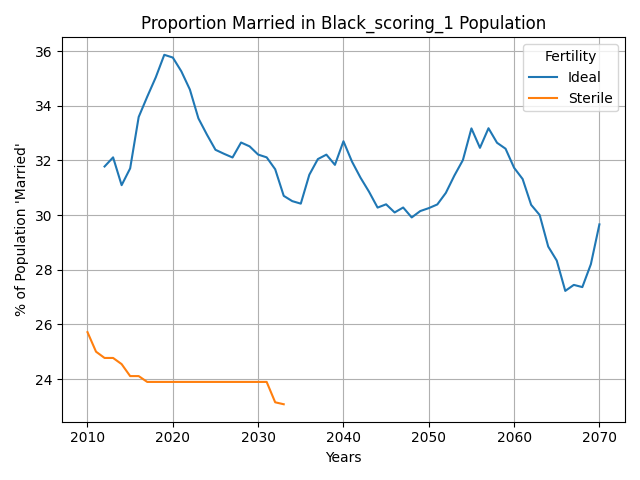 Proportion Married in Black_scoring_1 Population
Fertility
Ideal
Sterile
% of Population 'Married'
36
34
32
30
28
26
24
2010 2020 2030 2040 2050 2060 2070
Years